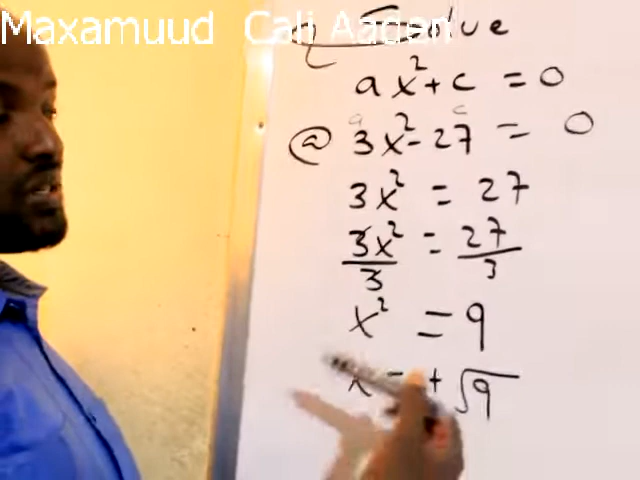 Maxamuud Cali Aadan
Solve
ax² + c = 0
a c
@ 3x² - 27 = 0
3x² = 27
3x²/3 = 27/3
x² = 9
x = ± √9